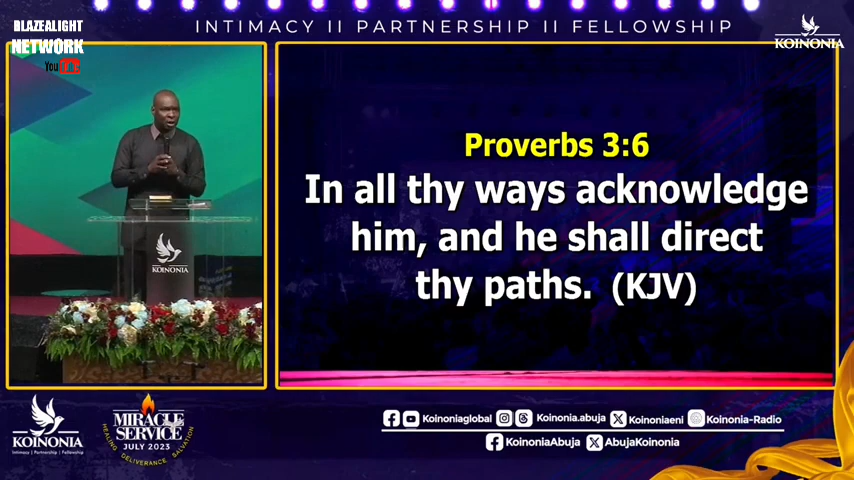 BLAZEALIGHT
NETWORK
YouTube
INTIMACY II PARTNERSHIP II FELLOWSHIP
KOINONIA
Proverbs 3:6
In all thy ways acknowledge
him, and he shall direct
thy paths. (KJV)
KOINONIA
KOINONIA
Intimacy | Partnership | Fellowship
MIRACLE
SERVICE
JULY 2023
HEALING DELIVERANCE SALVATION
Koinoniaglobal Koinonia.abuja Koinoniaeni Koinonia-Radio
KoinoniaAbuja AbujaKoinonia